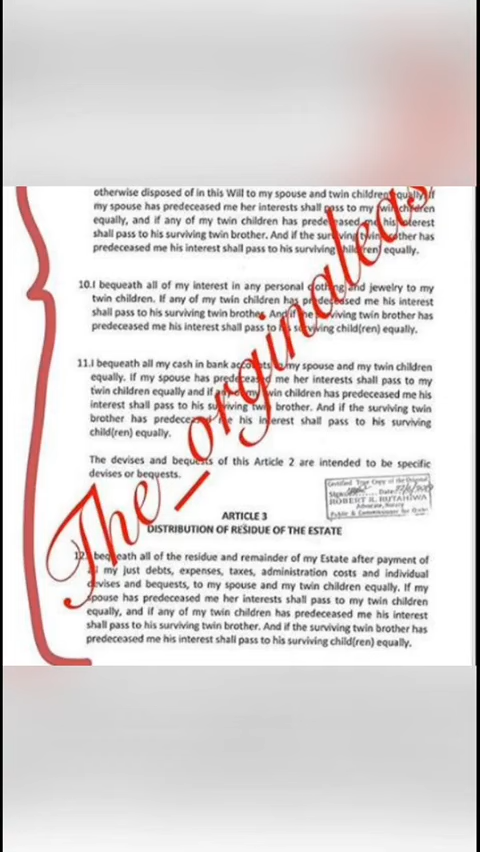 otherwise disposed of in this Will to my spouse and twin children equally. If
my spouse has predeceased me her interests shall pass to my twin children
equally, and if any of my twin children has predeceased me his interest
shall pass to his surviving twin brother. And if the surviving twin brother has
predeceased me his interest shall pass to his surviving child(ren) equally.
10.I bequeath all of my interest in any personal clothing and jewelry to my
twin children. If any of my twin children has predeceased me his interest
shall pass to his surviving twin brother. And if the surviving twin brother has
predeceased me his interest shall pass to his surviving child(ren) equally.
11.I bequeath all my cash in bank accounts to my spouse and my twin children
equally. If my spouse has predeceased me her interests shall pass to my
twin children equally and if any of my twin children has predeceased me his
interest shall pass to his surviving twin brother. And if the surviving twin
brother has predeceased me his interest shall pass to his surviving
child(ren) equally.
The devises and bequests of this Article 2 are intended to be specific
devises or bequests.
Certified True Copy of the Original
Date
ROBERT R. RUTAHIWA
Advocate, Notary
Public & Commissioner for Oaths
ARTICLE 3
DISTRIBUTION OF RESIDUE OF THE ESTATE
12.I bequeath all of the residue and remainder of my Estate after payment of
all my just debts, expenses, taxes, administration costs and individual
devises and bequests, to my spouse and my twin children equally. If my
spouse has predeceased me her interests shall pass to my twin children
equally, and if any of my twin children has predeceased me his interest
shall pass to his surviving twin brother. And if the surviving twin brother has
predeceased me his interest shall pass to his surviving child(ren) equally.
The_orginaleas